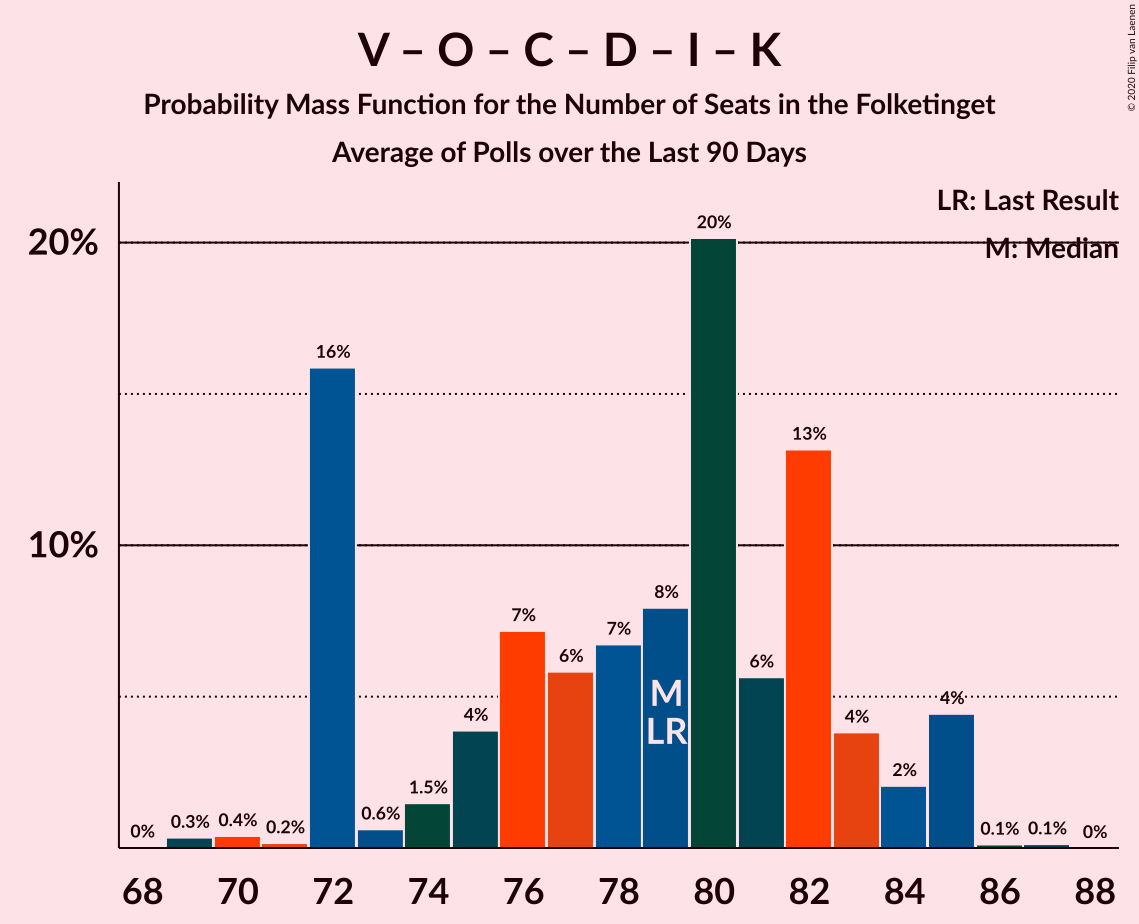 V – O – C – D – I – K
Probability Mass Function for the Number of Seats in the Folketinget
Average of Polls over the Last 90 Days
© 2020 Filip van Laenen
LR: Last Result
M: Median
20%
10%
0%
0.3%
0.4%
0.2%
16%
0.6%
1.5%
4%
7%
6%
7%
8%
20%
6%
13%
4%
2%
4%
0.1%
0.1%
0%
M
LR
68 70 72 74 76 78 80 82 84 86 88